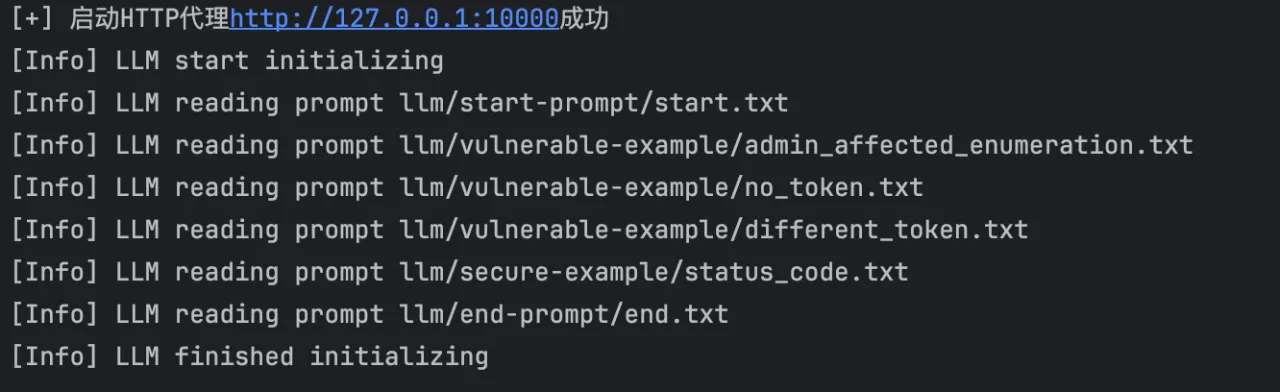 [+] 启动HTTP代理http://127.0.0.1:10000成功
[Info] LLM start initializing
[Info] LLM reading prompt llm/start-prompt/start.txt
[Info] LLM reading prompt llm/vulnerable-example/admin_affected_enumeration.txt
[Info] LLM reading prompt llm/vulnerable-example/no_token.txt
[Info] LLM reading prompt llm/vulnerable-example/different_token.txt
[Info] LLM reading prompt llm/secure-example/status_code.txt
[Info] LLM reading prompt llm/end-prompt/end.txt
[Info] LLM finished initializing